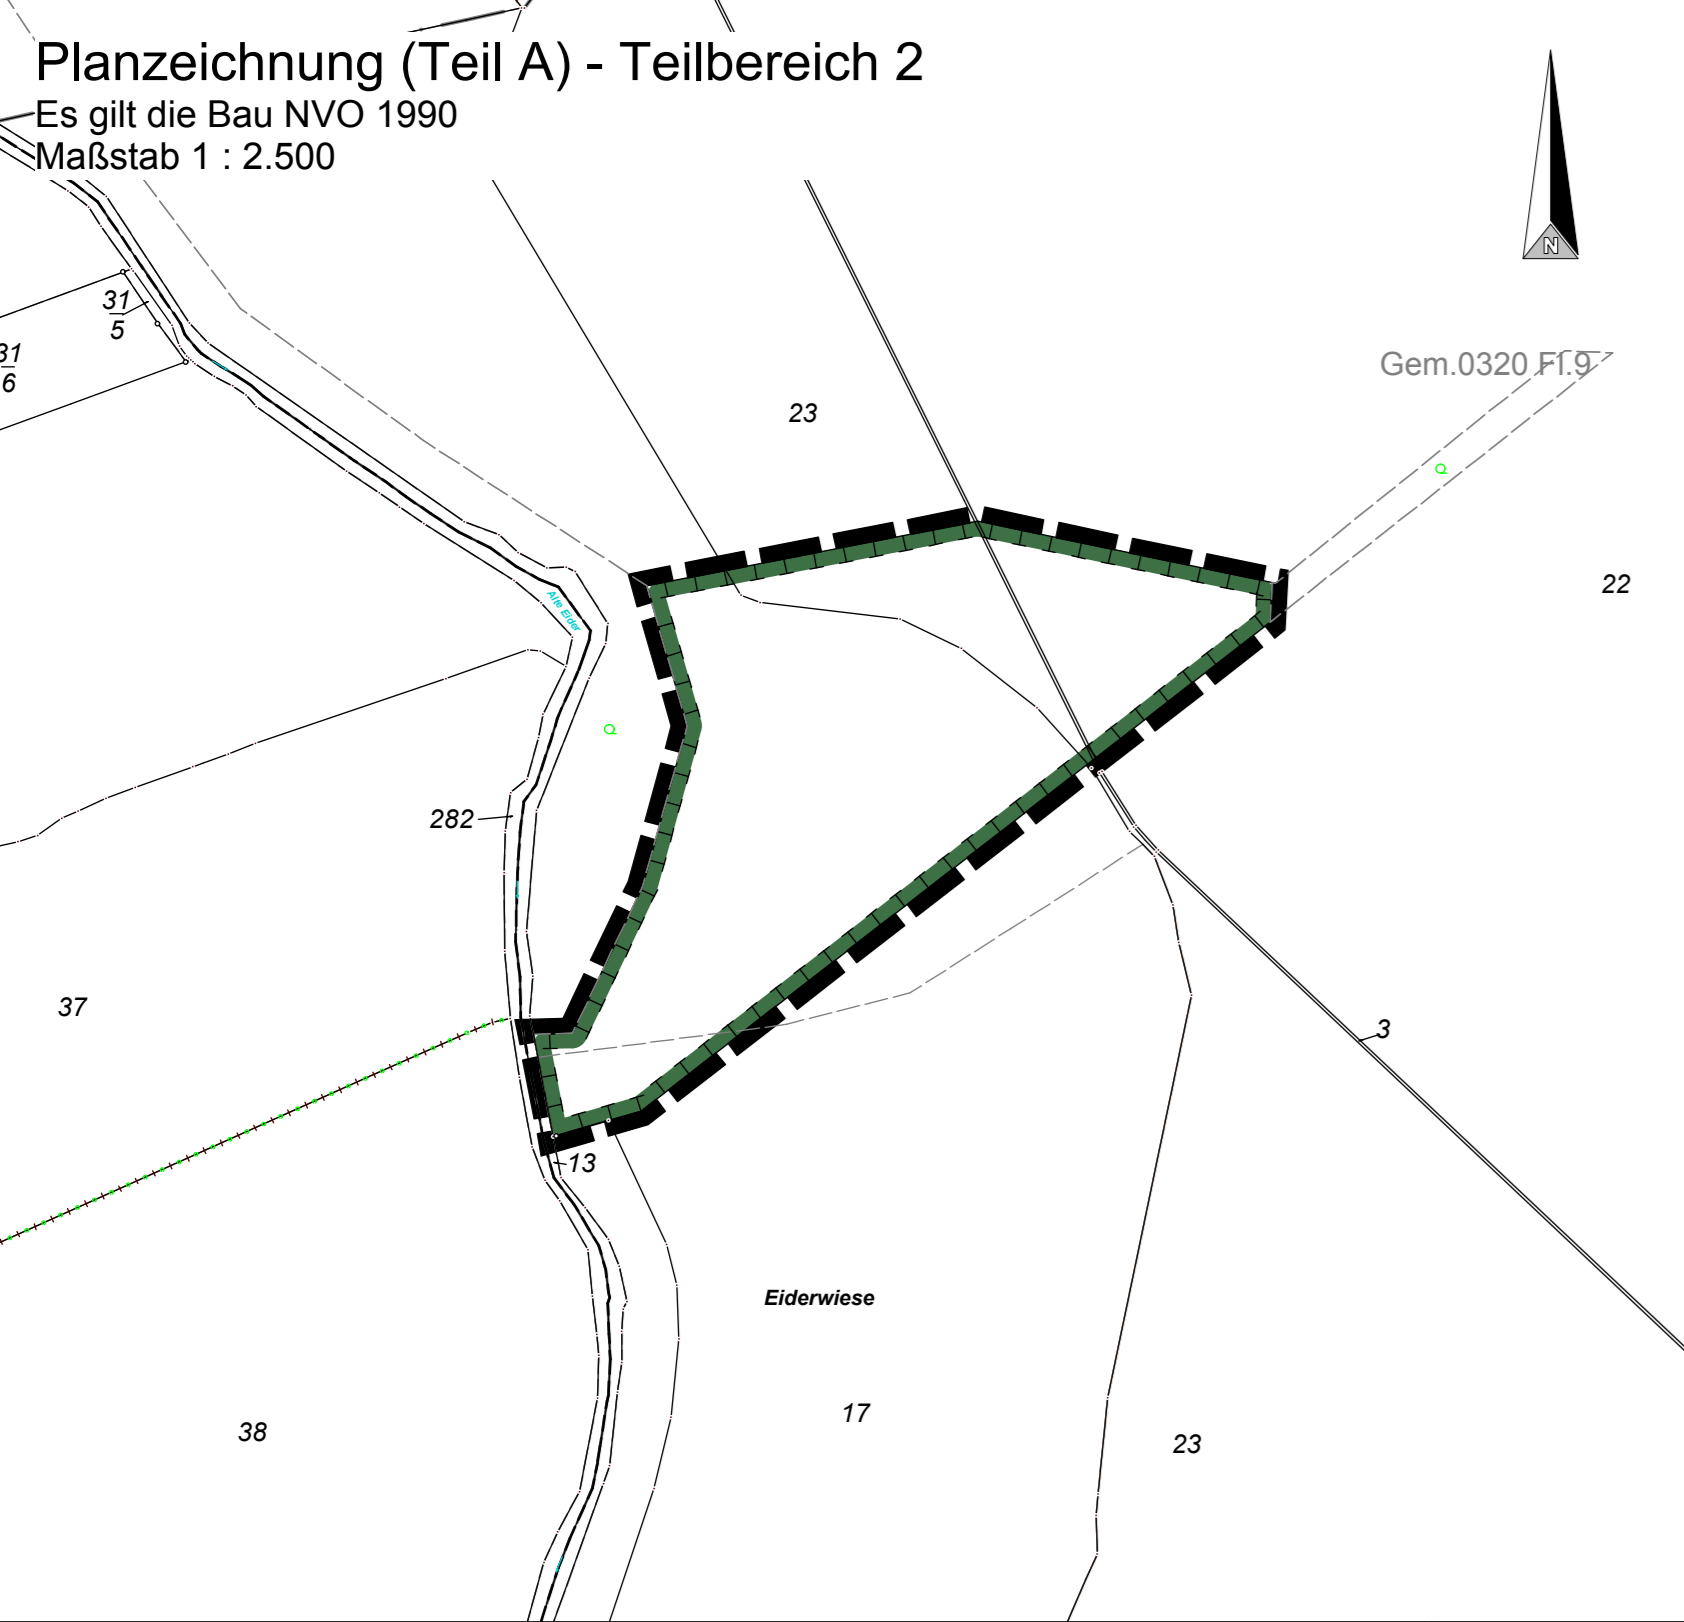 Planzeichnung (Teil A) - Teilbereich 2
Es gilt die Bau NVO 1990
Maßstab 1 : 2.500
N
31
5
31
6
Gem.0320 Fl.9
23
22
Alte Eider
282
37
3
13
Eiderwiese
17
38
23